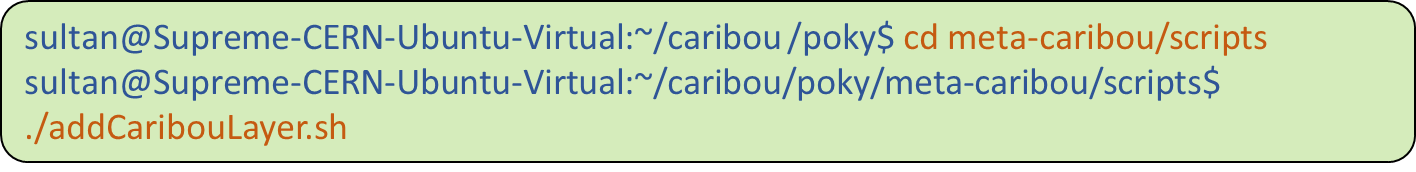 sultan@Supreme-CERN-Ubuntu-Virtual:~/caribou/poky$ cd meta-caribou/scripts
sultan@Supreme-CERN-Ubuntu-Virtual:~/caribou/poky/meta-caribou/scripts$
./addCaribouLayer.sh